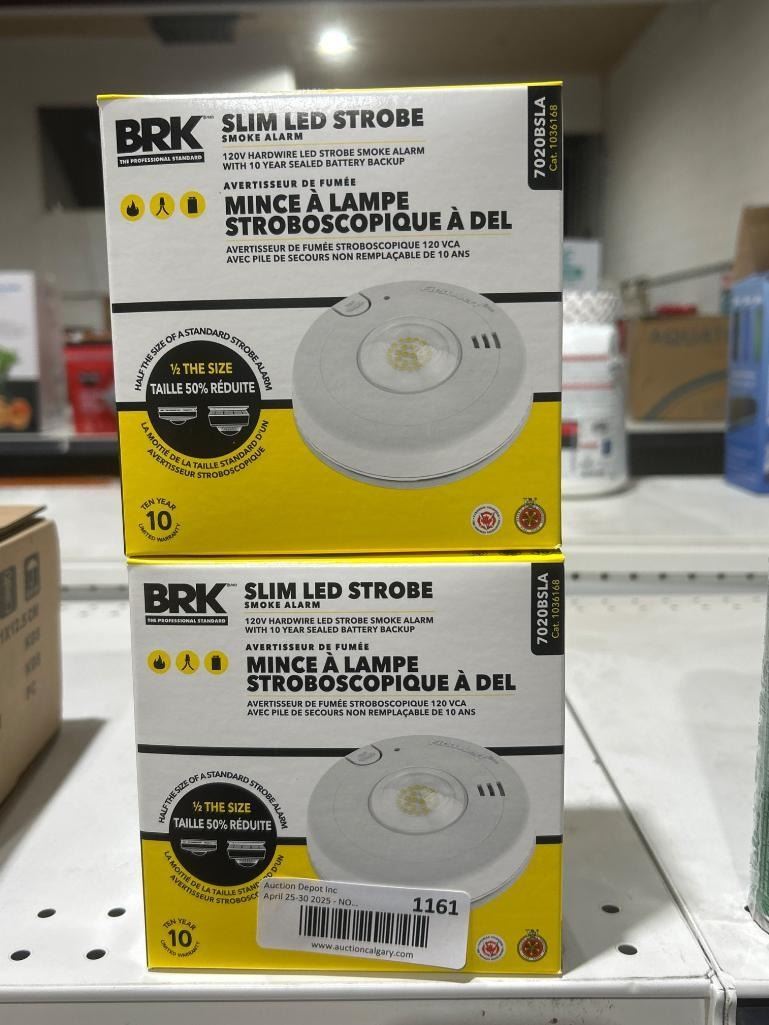 BRK
THE PROFESSIONAL STANDARD
SLIM LED STROBE
SMOKE ALARM
120V HARDWIRE LED STROBE SMOKE ALARM
WITH 10 YEAR SEALED BATTERY BACKUP
AVERTISSEUR DE FUMÉE
MINCE À LAMPE
STROBOSCOPIQUE À DEL
AVERTISSEUR DE FUMÉE STROBOSCOPIQUE 120 VCA
AVEC PILE DE SECOURS NON REMPLAÇABLE DE 10 ANS
7020BSLA
Cat. 1036168
HALF THE SIZE OF A STANDARD STROBE ALARM
½ THE SIZE
TAILLE 50% RÉDUITE
LA MOITIÉ DE LA TAILLE STANDARD D'UN
AVERTISSEUR STROBOSCOPIQUE
TEN YEAR
10
LIMITED WARRANTY
BRK
THE PROFESSIONAL STANDARD
SLIM LED STROBE
SMOKE ALARM
120V HARDWIRE LED STROBE SMOKE ALARM
WITH 10 YEAR SEALED BATTERY BACKUP
AVERTISSEUR DE FUMÉE
MINCE À LAMPE
STROBOSCOPIQUE À DEL
AVERTISSEUR DE FUMÉE STROBOSCOPIQUE 120 VCA
AVEC PILE DE SECOURS NON REMPLAÇABLE DE 10 ANS
7020BSLA
Cat. 1036168
HALF THE SIZE OF A STANDARD STROBE ALARM
½ THE SIZE
TAILLE 50% RÉDUITE
LA MOITIÉ DE LA TAILLE STAN D'UN
AVERTISSEUR STROBOSC
TEN YEAR
10
LIMITED WARRANTY
Auction Depot Inc
April 25-30 2025 - NO...
1161
www.auctioncalgary.com